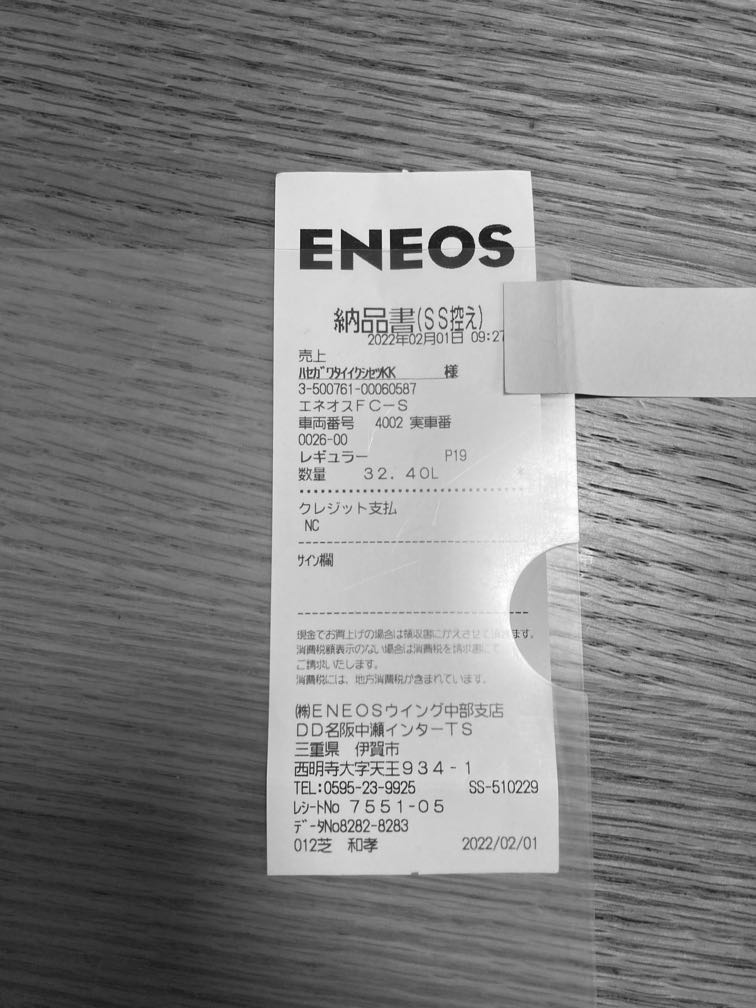 ENEOS
納品書(SS控え)
2022年02月01日 09:27
売上
ﾊｾｶﾞﾜﾀｲｲｸｼｾﾂKK 様
3-500761-00060587
エネオスFC-S
車両番号 4002 実車番
0026-00
レギュラー P19
数量 32.40L *
クレジット支払
NC
サイン欄
現金でお買上げの場合は領収書にかえさせて頂きます。
消費税額表示のない場合は消費税を請求書にて
ご請求いたします。
消費税には、地方消費税が含まれています。
㈱ENEOSウイング中部支店
DD名阪中瀬インターTS
三重県 伊賀市
西明寺大字天王934-1
TEL:0595-23-9925 SS-510229
ﾚｼｰﾄNo 7551-05
ﾃﾞｰﾀNo8282-8283
012芝 和孝 2022/02/01